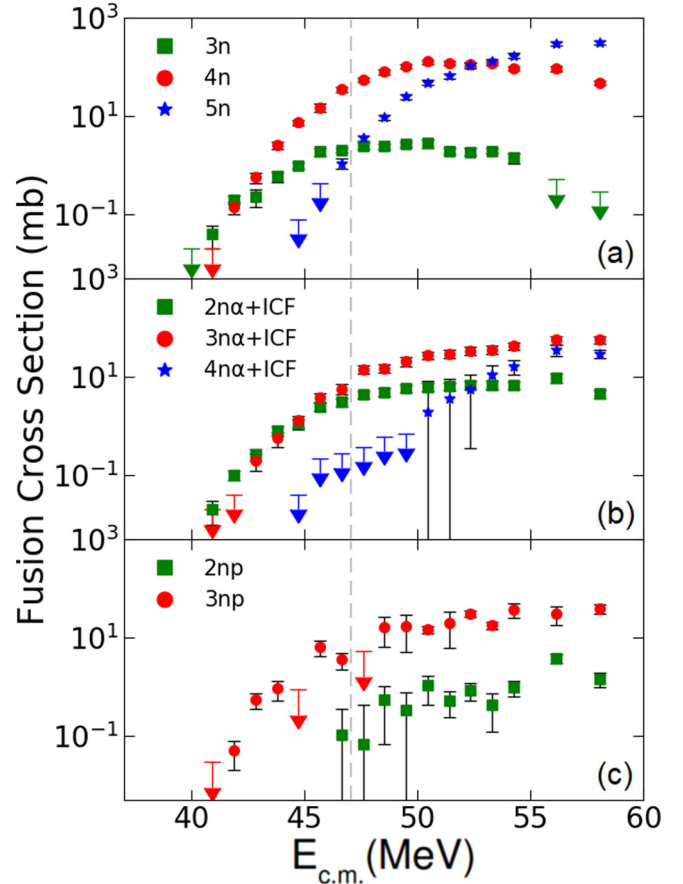 Fusion Cross Section (mb)
10³
10¹
10⁻¹
3n
4n
5n
(a)
10³
10¹
10⁻¹
2nα+ICF
3nα+ICF
4nα+ICF
(b)
10³
10¹
10⁻¹
2np
3np
(c)
40 45 50 55 60
E_c.m.(MeV)